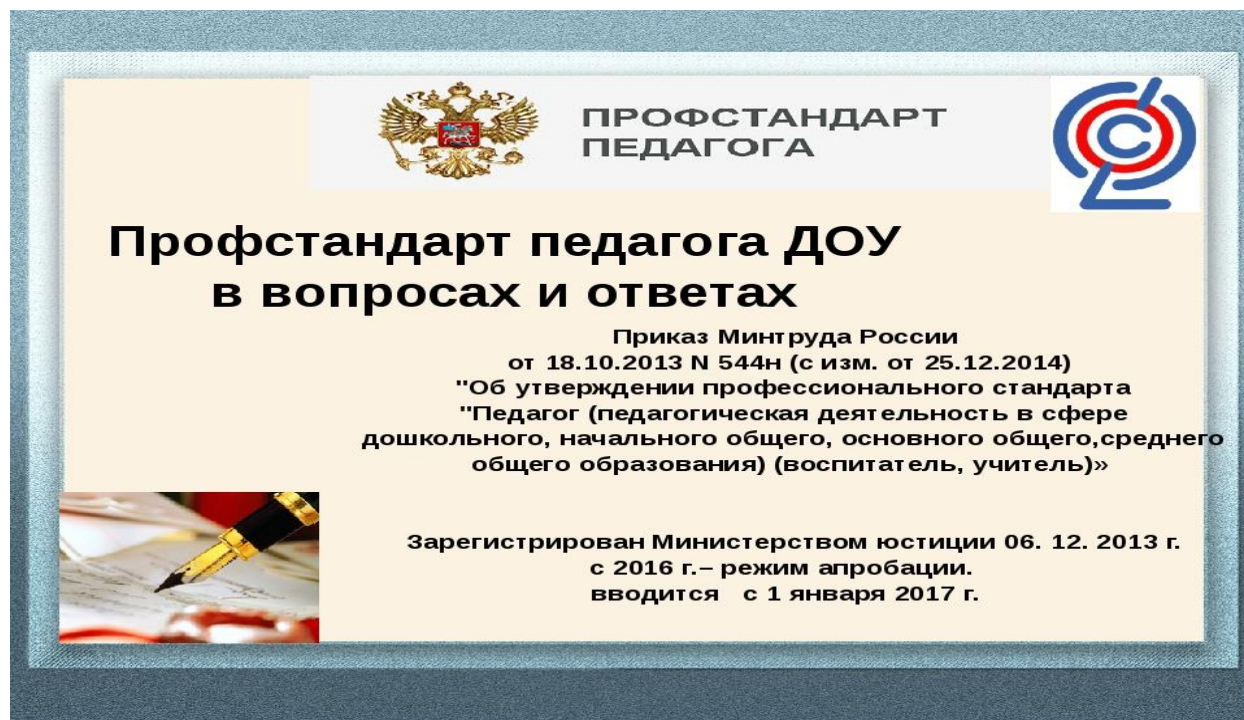 ПРОФСТАНДАРТ
ПЕДАГОГА
Профстандарт педагога ДОУ
в вопросах и ответах
Приказ Минтруда России
от 18.10.2013 N 544н (с изм. от 25.12.2014)
"Об утверждении профессионального стандарта
"Педагог (педагогическая деятельность в сфере
дошкольного, начального общего, основного общего,среднего
общего образования) (воспитатель, учитель)»
Зарегистрирован Министерством юстиции 06. 12. 2013 г.
с 2016 г.– режим апробации.
вводится с 1 января 2017 г.